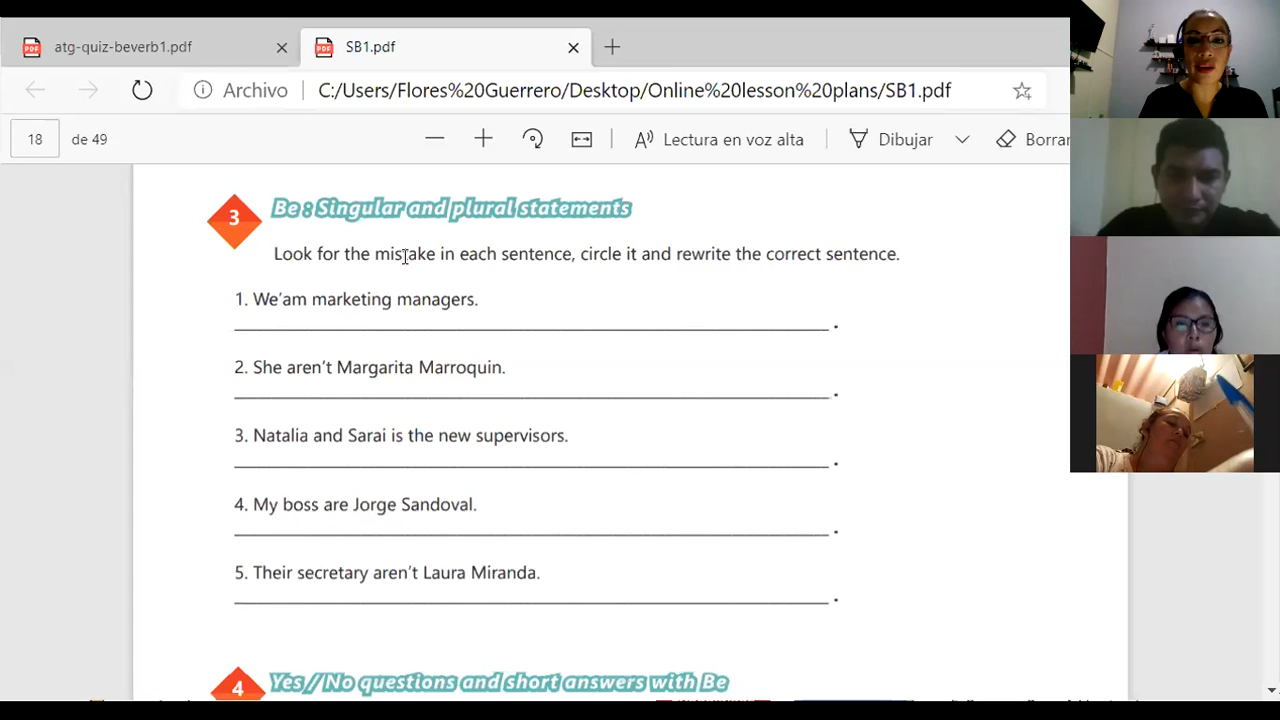 atg-quiz-beverb1.pdf
SB1.pdf
Archivo
C:/Users/Flores%20Guerrero/Desktop/Online%20lesson%20plans/SB1.pdf
18 de 49
Lectura en voz alta
Dibujar
Borrar
3 Be : Singular and plural statements
Look for the mistake in each sentence, circle it and rewrite the correct sentence.
1. We'am marketing managers.
2. She aren't Margarita Marroquin.
3. Natalia and Sarai is the new supervisors.
4. My boss are Jorge Sandoval.
5. Their secretary aren't Laura Miranda.
4 Yes / No questions and short answers with Be